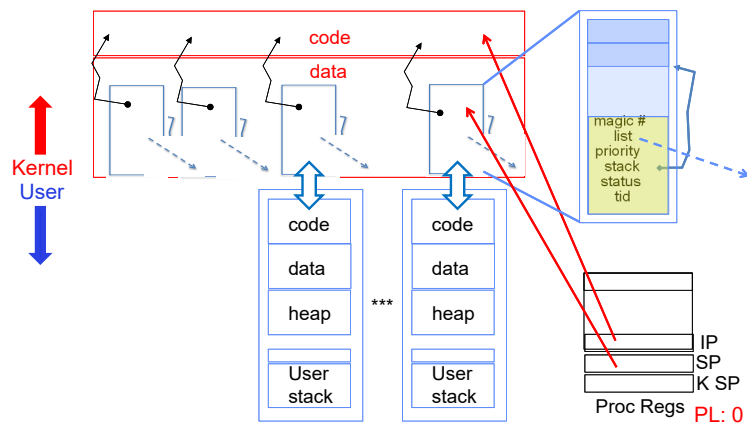 code
data
magic #
list
priority
stack
status
tid
Kernel
User
code
data
heap
User
stack
***
code
data
heap
User
stack
IP
SP
K SP
Proc Regs
PL: 0